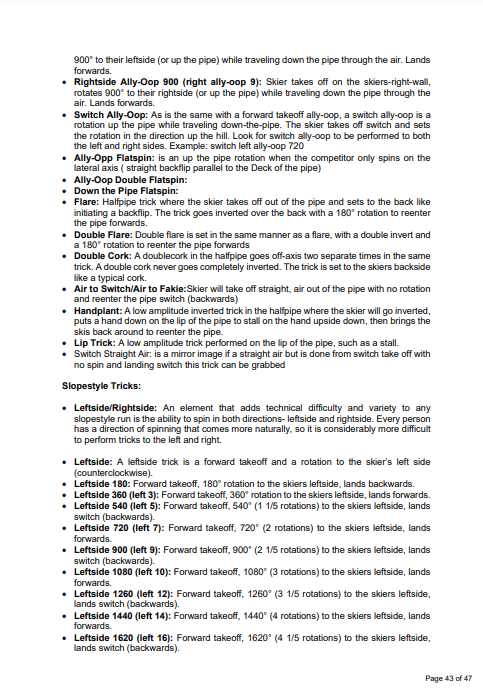 900° to their leftside (or up the pipe) while traveling down the pipe through the air. Lands
forwards.
• Rightside Ally-Oop 900 (right ally-oop 9): Skier takes off on the skiers-right-wall,
rotates 900° to their rightside (or up the pipe) while traveling down the pipe through the
air. Lands forwards.
• Switch Ally-Oop: As is the same with a forward takeoff ally-oop, a switch ally-oop is a
rotation up the pipe while traveling down-the-pipe. The skier takes off switch and sets
the rotation in the direction up the hill. Look for switch ally-oop to be performed to both
the left and right sides. Example: switch left ally-oop 720
• Ally-Opp Flatspin: is an up the pipe rotation when the competitor only spins on the
lateral axis ( straight backflip parallel to the Deck of the pipe)
• Ally-Oop Double Flatspin:
• Down the Pipe Flatspin:
• Flare: Halfpipe trick where the skier takes off out of the pipe and sets to the back like
initiating a backflip. The trick goes inverted over the back with a 180° rotation to reenter
the pipe forwards.
• Double Flare: Double flare is set in the same manner as a flare, with a double invert and
a 180° rotation to reenter the pipe forwards
• Double Cork: A doublecork in the halfpipe goes off-axis two separate times in the same
trick. A double cork never goes completely inverted. The trick is set to the skiers backside
like a typical cork.
• Air to Switch/Air to Fakie:Skier will take off straight, air out of the pipe with no rotation
and reenter the pipe switch (backwards)
• Handplant: A low amplitude inverted trick in the halfpipe where the skier will go inverted,
puts a hand down on the lip of the pipe to stall on the hand upside down, then brings the
skis back around to reenter the pipe.
• Lip Trick: A low amplitude trick performed on the lip of the pipe, such as a stall.
• Switch Straight Air: is a mirror image if a straight air but is done from switch take off with
no spin and landing switch this trick can be grabbed
Slopestyle Tricks:
• Leftside/Rightside: An element that adds technical difficulty and variety to any
slopestyle run is the ability to spin in both directions- leftside and rightside. Every person
has a direction of spinning that comes more naturally, so it is considerably more difficult
to perform tricks to the left and right.
• Leftside: A leftside trick is a forward takeoff and a rotation to the skier's left side
(counterclockwise).
• Leftside 180: Forward takeoff, 180° rotation to the skiers leftside, lands backwards.
• Leftside 360 (left 3): Forward takeoff, 360° rotation to the skiers leftside, lands forwards.
• Leftside 540 (left 5): Forward takeoff, 540° (1 1/5 rotations) to the skiers leftside, lands
switch (backwards).
• Leftside 720 (left 7): Forward takeoff, 720° (2 rotations) to the skiers leftside, lands
forwards.
• Leftside 900 (left 9): Forward takeoff, 900° (2 1/5 rotations) to the skiers leftside, lands
switch (backwards).
• Leftside 1080 (left 10): Forward takeoff, 1080° (3 rotations) to the skiers leftside, lands
forwards.
• Leftside 1260 (left 12): Forward takeoff, 1260° (3 1/5 rotations) to the skiers leftside,
lands switch (backwards).
• Leftside 1440 (left 14): Forward takeoff, 1440° (4 rotations) to the skiers leftside, lands
forwards.
• Leftside 1620 (left 16): Forward takeoff, 1620° (4 1/5 rotations) to the skiers leftside,
lands switch (backwards).
Page 43 of 47